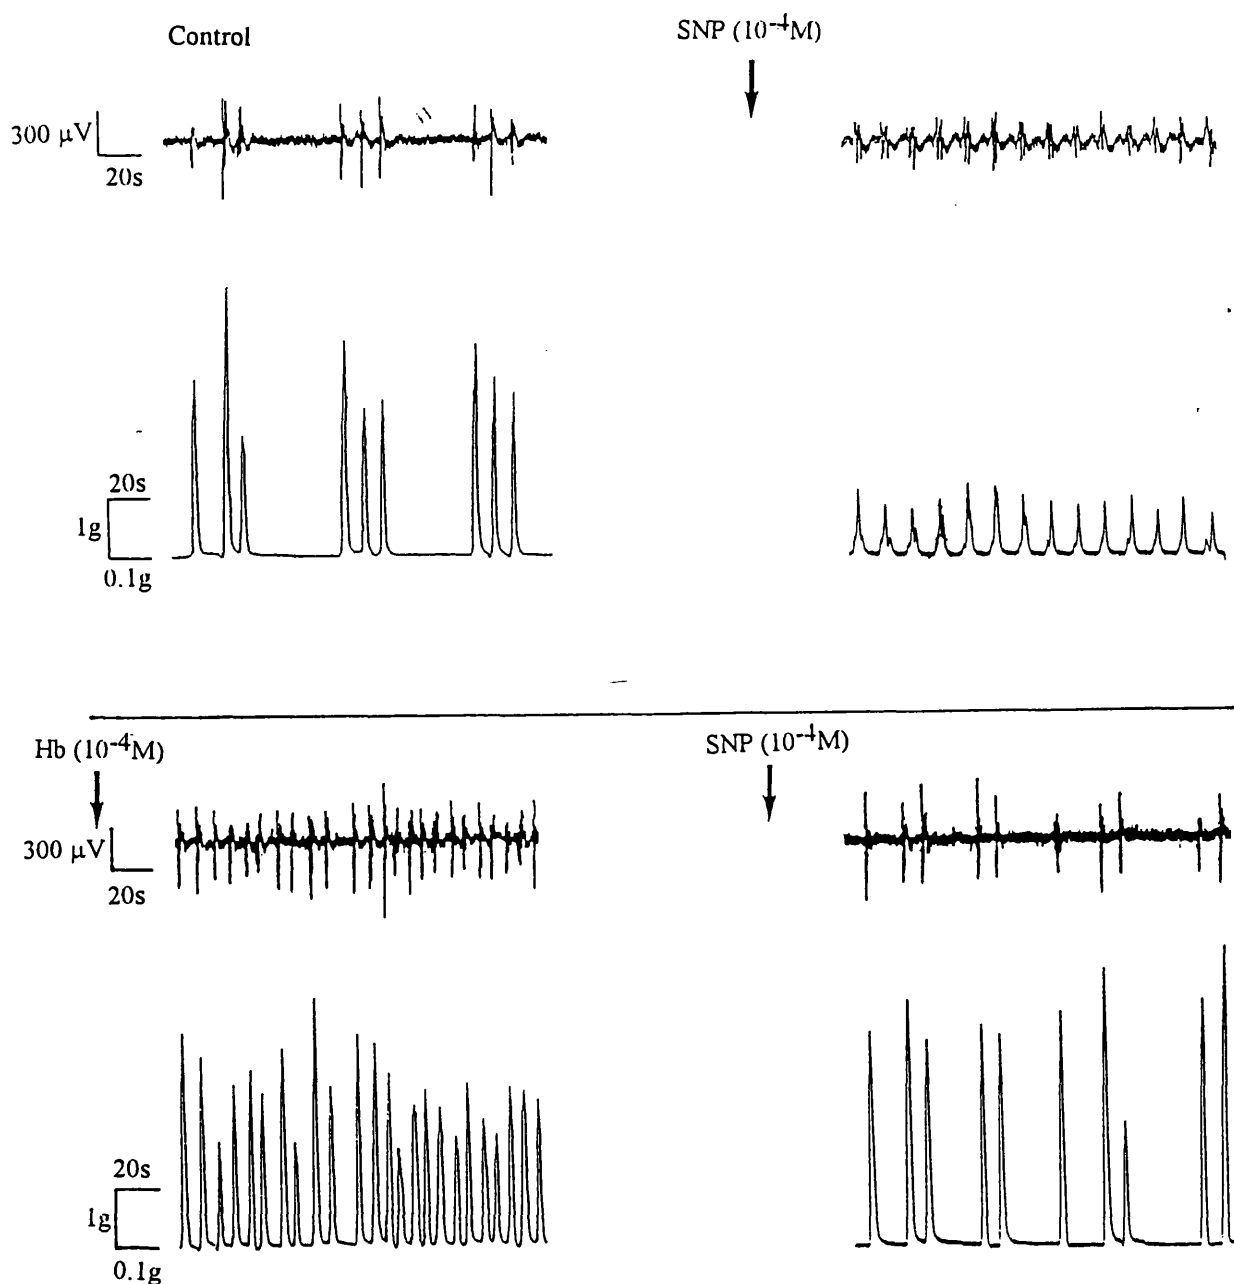 Control
SNP (10⁻⁴M)
300 μV
20s
20s
1g
0.1g
Hb (10⁻⁴M)
SNP (10⁻⁴M)
300 μV
20s
20s
1g
0.1g